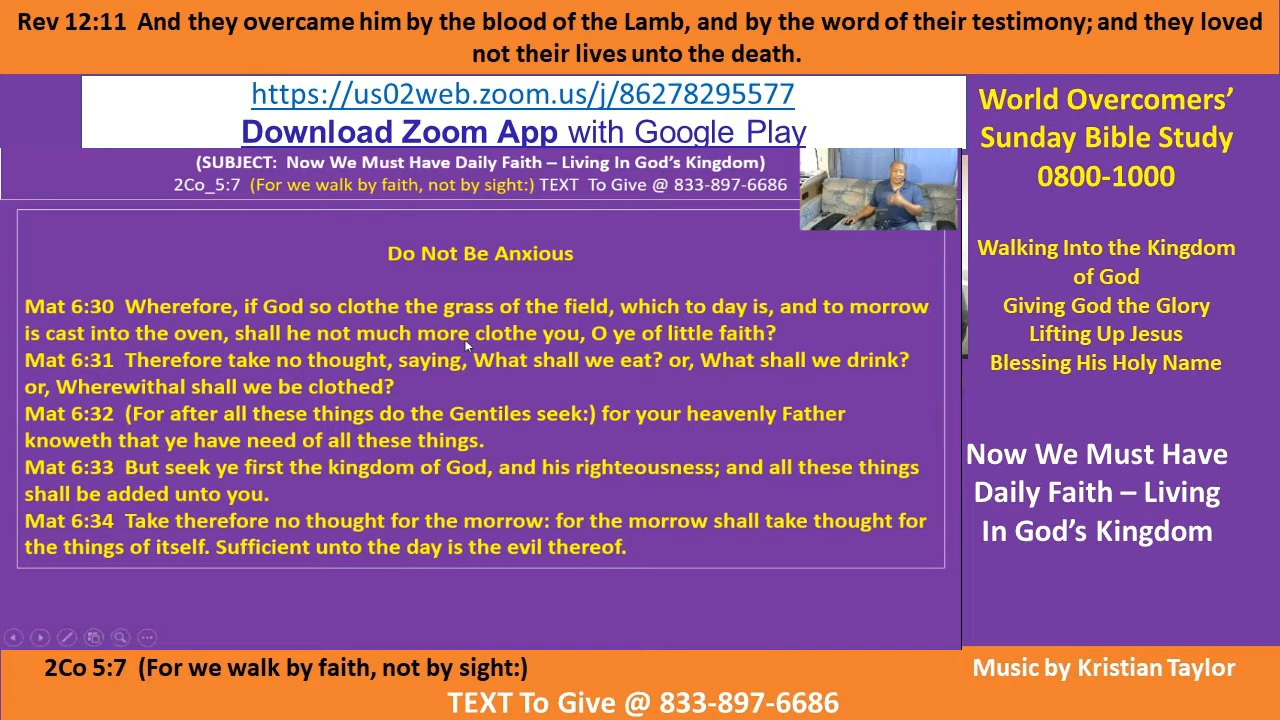 Rev 12:11  And they overcame him by the blood of the Lamb, and by the word of their testimony; and they loved
not their lives unto the death.
https://us02web.zoom.us/j/86278295577
Download Zoom App with Google Play
(SUBJECT:  Now We Must Have Daily Faith – Living In God's Kingdom)
2Co_5:7  (For we walk by faith, not by sight:) TEXT  To Give @ 833-897-6686
Do Not Be Anxious
Mat 6:30  Wherefore, if God so clothe the grass of the field, which to day is, and to morrow
is cast into the oven, shall he not much more clothe you, O ye of little faith?
Mat 6:31  Therefore take no thought, saying, What shall we eat? or, What shall we drink?
or, Wherewithal shall we be clothed?
Mat 6:32  (For after all these things do the Gentiles seek:) for your heavenly Father
knoweth that ye have need of all these things.
Mat 6:33  But seek ye first the kingdom of God, and his righteousness; and all these things
shall be added unto you.
Mat 6:34  Take therefore no thought for the morrow: for the morrow shall take thought for
the things of itself. Sufficient unto the day is the evil thereof.
World Overcomers'
Sunday Bible Study
0800-1000
Walking Into the Kingdom
of God
Giving God the Glory
Lifting Up Jesus
Blessing His Holy Name
Now We Must Have
Daily Faith – Living
In God's Kingdom
2Co 5:7  (For we walk by faith, not by sight:)
Music by Kristian Taylor
TEXT To Give @ 833-897-6686